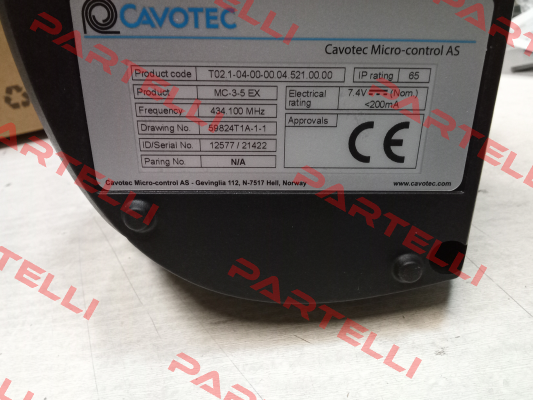 CAVOTEC
Cavotec Micro-control AS
Product code T02.1-04-00-00.04.521.00.00 IP rating 65
Product MC-3-5 EX Electrical rating 7.4V (Nom.) <200mA
Frequency 434.100 MHz
Drawing No. 59824T1A-1-1 Approvals CE
ID/Serial No. 12577 / 21422
Paring No. N/A
Cavotec Micro-control AS - Gevinglia 112, N-7517 Hell, Norway www.cavotec.com
PARTELLI
PARTELLI
PARTELLI
PARTELLI
PARTELLI
PARTELLI